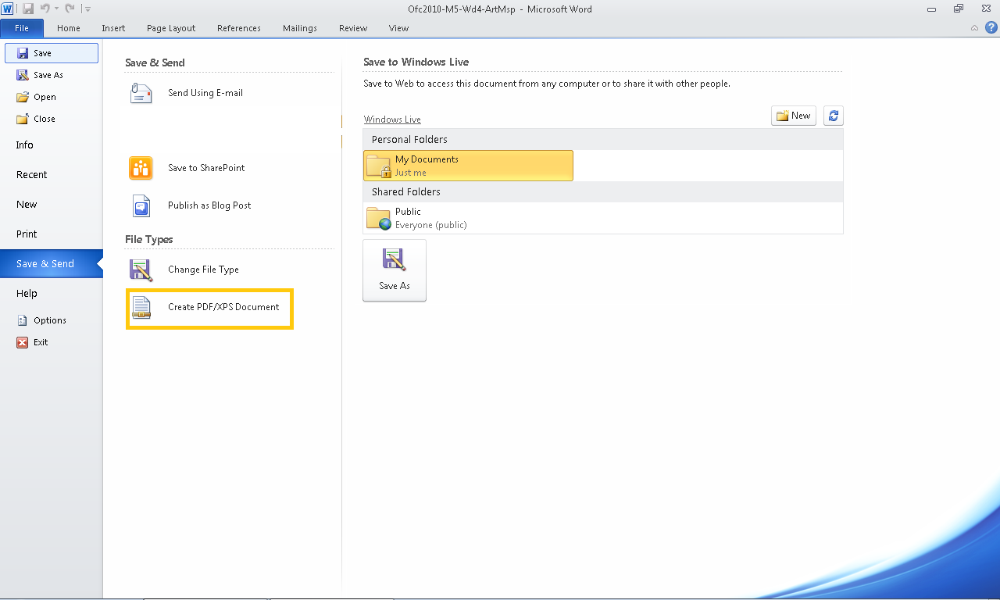 Ofc2010-M5-Wd4-ArtMsp - Microsoft Word
File Home Insert Page Layout References Mailings Review View
Save
Save As
Open
Close
Info
Recent
New
Print
Save & Send
Help
Options
Exit
Save & Send
Send Using E-mail
Save to SharePoint
Publish as Blog Post
File Types
Change File Type
Create PDF/XPS Document
Save to Windows Live
Save to Web to access this document from any computer or to share it with other people.
Windows Live
New
Personal Folders
My Documents
Just me
Shared Folders
Public
Everyone (public)
Save As